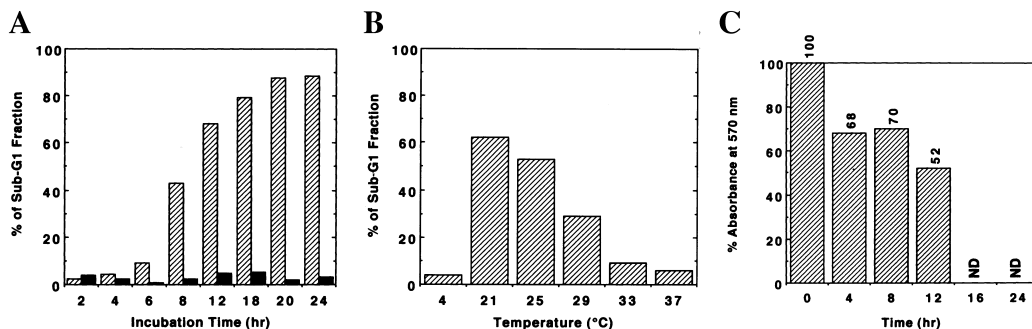 A
B
C
% of Sub-G1 Fraction
100
80
60
40
20
0
2 4 6 8 12 18 20 24
Incubation Time (hr)
% of Sub-G1 Fraction
100
80
60
40
20
0
4 21 25 29 33 37
Temperature (°C)
% Absorbance at 570 nm
100
80
60
40
20
0
100
68
70
52
ND
ND
0 4 8 12 16 24
Time (hr)